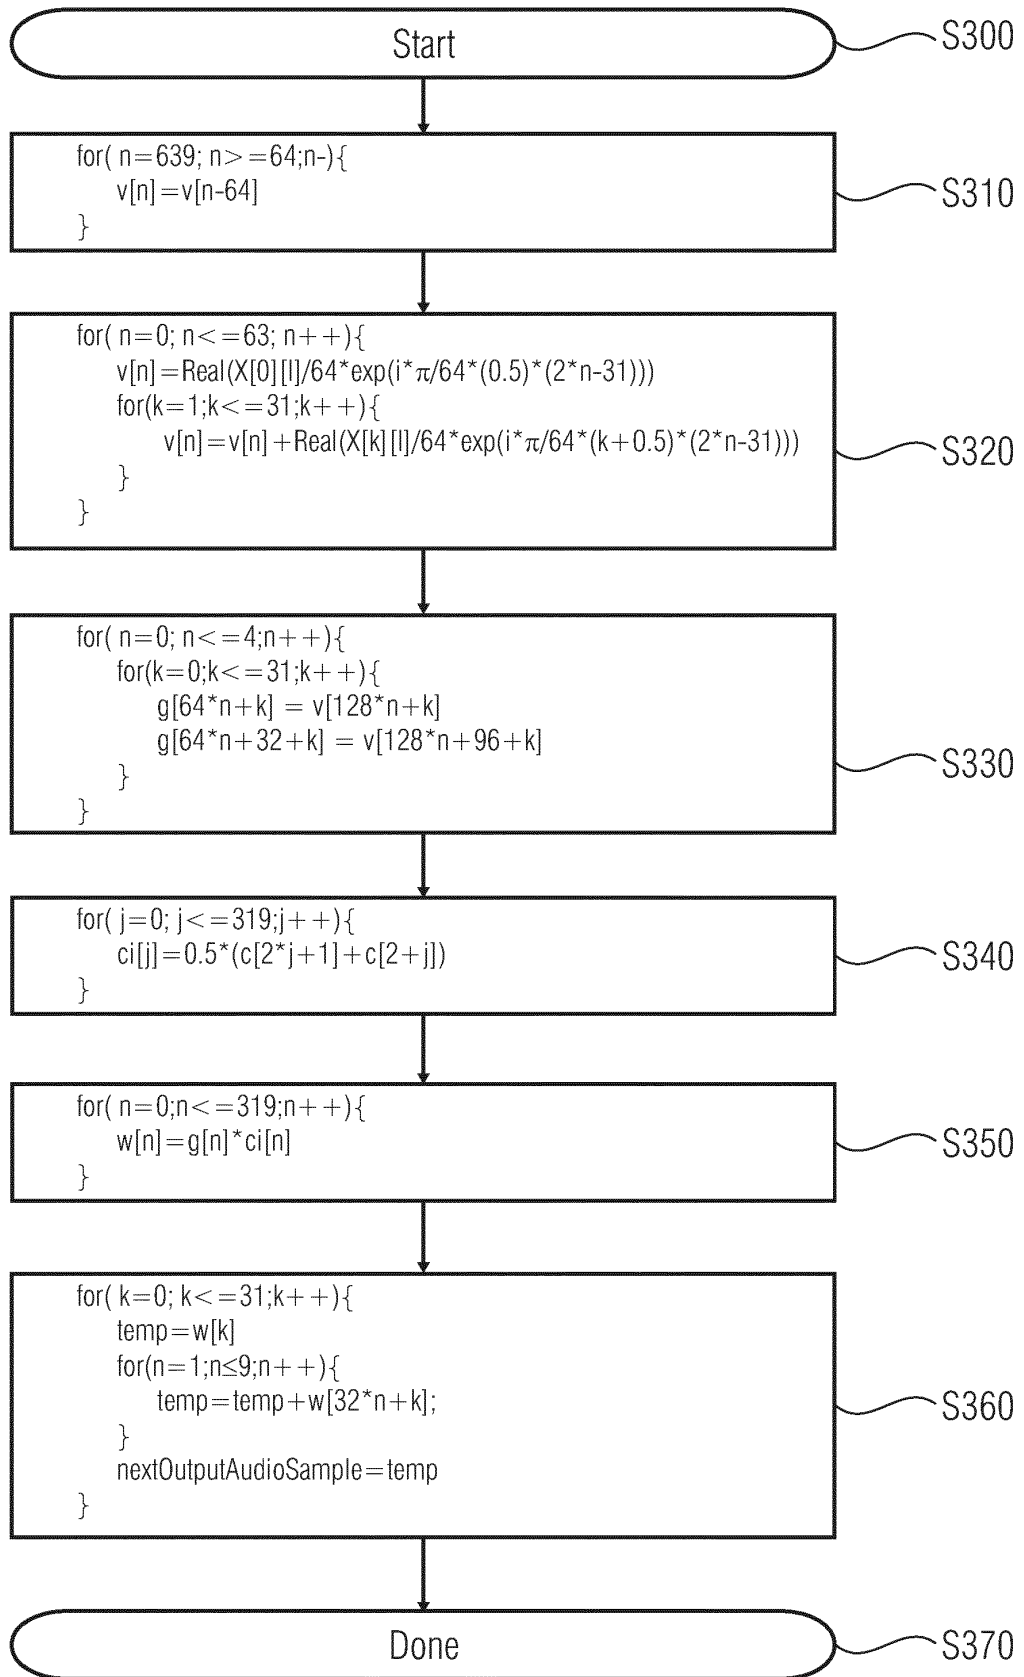 Start
S300
for( n=639; n>=64;n-){
v[n]=v[n-64]
}
S310
for( n=0; n<=63; n++){
v[n]=Real(X[0][l]/64*exp(i*π/64*(0.5)*(2*n-31)))
for(k=1;k<=31;k++){
v[n]=v[n]+Real(X[k][l]/64*exp(i*π/64*(k+0.5)*(2*n-31)))
}
}
S320
for( n=0; n<=4;n++){
for(k=0;k<=31;k++){
g[64*n+k] = v[128*n+k]
g[64*n+32+k] = v[128*n+96+k]
}
}
S330
for( j=0; j<=319;j++){
ci[j]=0.5*(c[2*j+1]+c[2+j])
}
S340
for( n=0;n<=319;n++){
w[n]=g[n]*ci[n]
}
S350
for( k=0; k<=31;k++){
temp=w[k]
for(n=1;n≤9;n++){
temp=temp+w[32*n+k];
}
nextOutputAudioSample=temp
}
S360
Done
S370